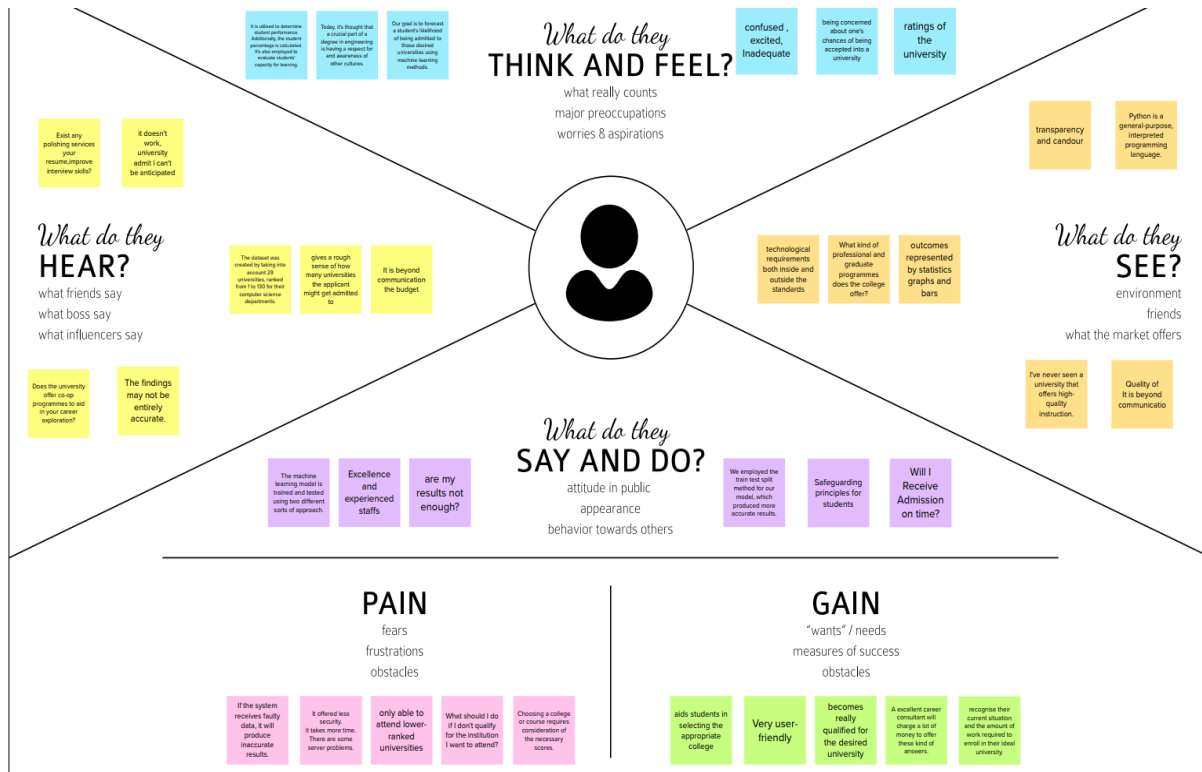 It is utilised to determine
student performance.
Additionally, the student
percentage is calculated.
It's also employed to
evaluate students'
capacity for learning.
Today, it's thought that
a crucial part of a
degree in engineering
is having a respect for
and awareness of
other cultures.
Our goal is to forecast
a student's likelihood
of being admitted to
those desired
universities using
machine learning
methods.
What do they
THINK AND FEEL?
what really counts
major preoccupations
worries & aspirations
confused ,
excited,
Inadequate
being concerned
about one's
chances of being
accepted into a
university
ratings of
the
university
Exist any
polishing services
your
resume,improve
interview skills?
It doesn't
work,
university
admit I can't
be anticipated
transparency
and candour
Python is a
general-purpose,
interpreted
programming
language.
What do they
HEAR?
what friends say
what boss say
what influencers say
The dataset was
created by taking into
account 29
universities, ranked
from 1 to 130 for their
computer science
departments.
gives a rough
sense of how
many universities
the applicant
might get admitted
to
It is beyond
communication
the budget
technological
requirements
both inside and
outside the
standards
What kind of
professional and
graduate
programmes
does the college
offer?
outcomes
represented
by statistics
graphs and
bars
What do they
SEE?
environment
friends
what the market offers
Does the university
offer co-op
programmes to aid
in your career
exploration?
The findings
may not be
entirely
accurate.
I've never seen a
university that
offers high-
quality
instruction.
Quality of
It is beyond
communicatio
What do they
SAY AND DO?
attitude in public
appearance
behavior towards others
The machine
learning model is
trained and tested
using two different
sorts of approach.
Excellence
and
experienced
staffs
are my
results not
enough?
We employed the
train test split
method for our
model, which
produced more
accurate results.
Safeguarding
principles for
students
Will I
Receive
Admission
on time?
PAIN
fears
frustrations
obstacles
If the system
receives faulty
data, it will
produce
inaccurate
results.
It offered less
security.
it takes more time.
There are some
server problems.
only able to
attend lower-
ranked
universities
What should I do
if I don't qualify
for the institution
I want to attend?
Choosing a college
or course requires
consideration of
the necessary
scores.
GAIN
"wants" / needs
measures of success
obstacles
aids students in
selecting the
appropriate
college
Very user-
friendly
becomes
really
qualified for
the desired
university
A excellent career
consultant will
charge a lot of
money to offer
these kind of
answers.
recognise their
current situation
and the amount of
work required to
enroll in their ideal
university.